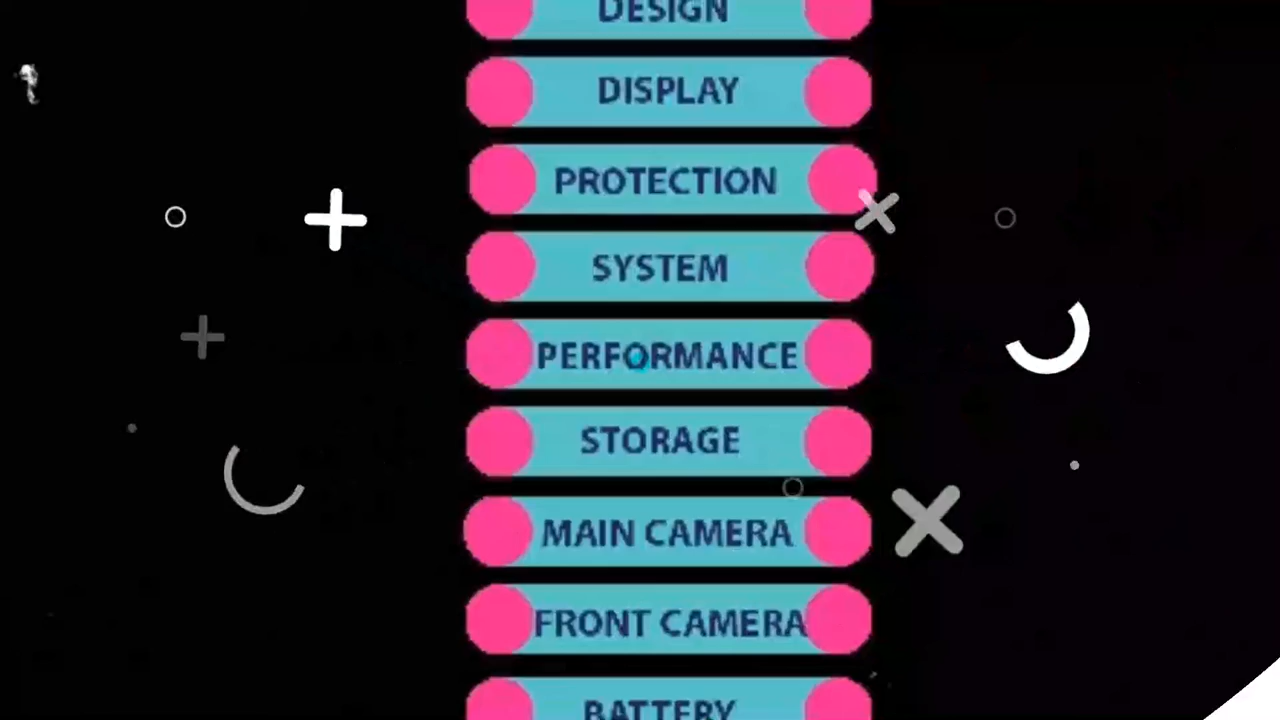 DESIGN
DISPLAY
PROTECTION
SYSTEM
PERFORMANCE
STORAGE
MAIN CAMERA
FRONT CAMERA
BATTERY